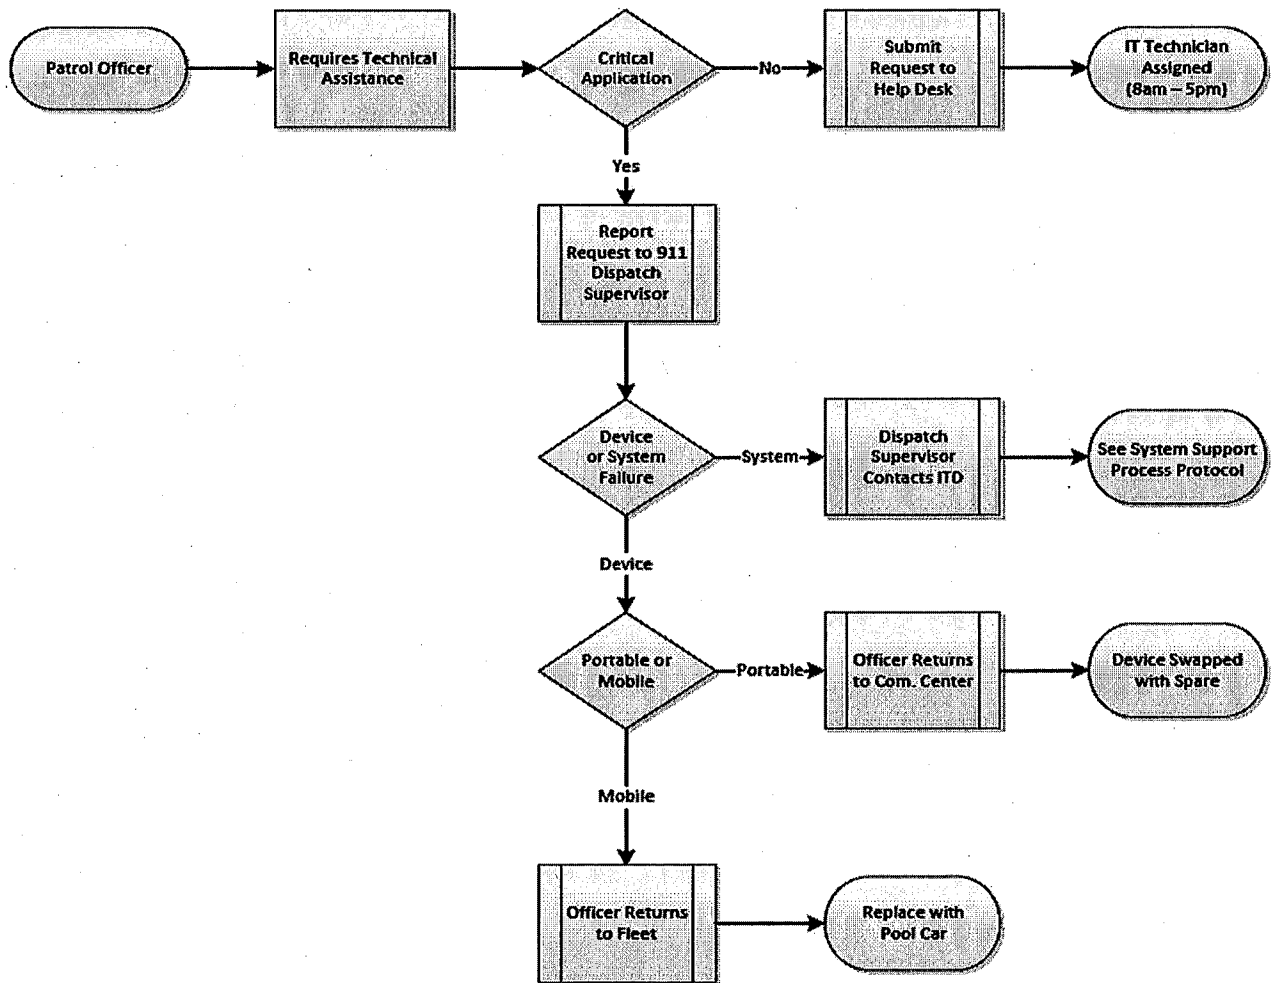 Patrol Officer
Requires Technical
Assistance
Critical
Application
No
Submit
Request to
Help Desk
IT Technician
Assigned
(8am – 5pm)
Yes
Report
Request to 911
Dispatch
Supervisor
Device
or System
Failure
System
Dispatch
Supervisor
Contacts ITD
See System Support
Process Protocol
Device
Portable or
Mobile
Portable
Officer Returns
to Com. Center
Device Swapped
with Spare
Mobile
Officer Returns
to Fleet
Replace with
Pool Car